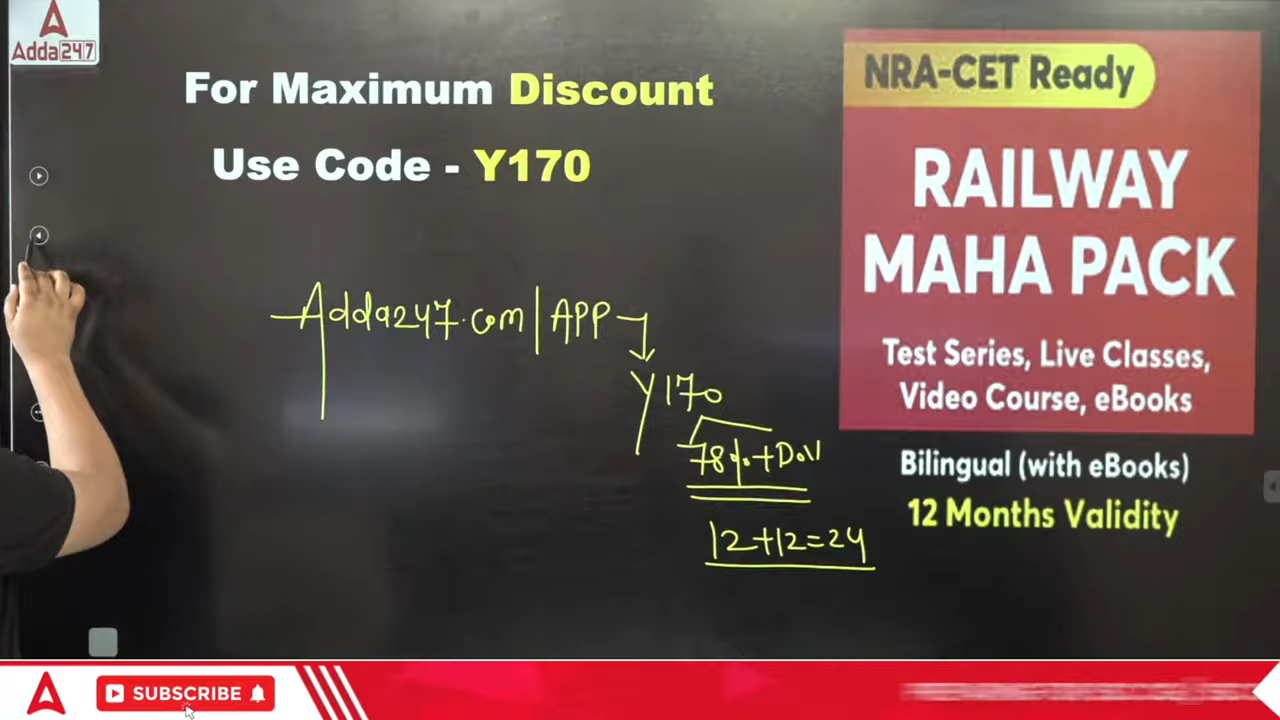 Adda247
For Maximum Discount
Use Code - Y170
Adda247.com|APP
Y170
78%+Doll
12+12=24
NRA-CET Ready
RAILWAY
MAHA PACK
Test Series, Live Classes,
Video Course, eBooks
Bilingual (with eBooks)
12 Months Validity
SUBSCRIBE